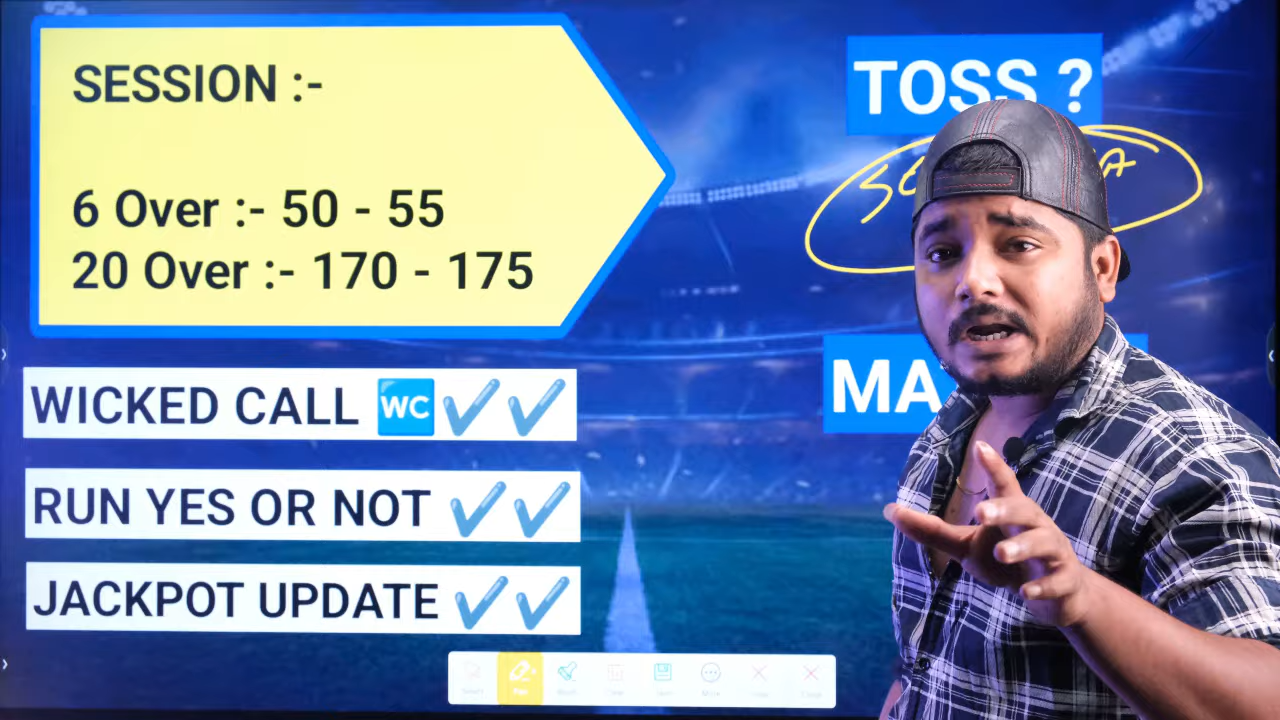 SESSION :-
6 Over :- 50 - 55
20 Over :- 170 - 175
WICKED CALL WC ✔✔
RUN YES OR NOT ✔✔
JACKPOT UPDATE ✔✔
TOSS ?